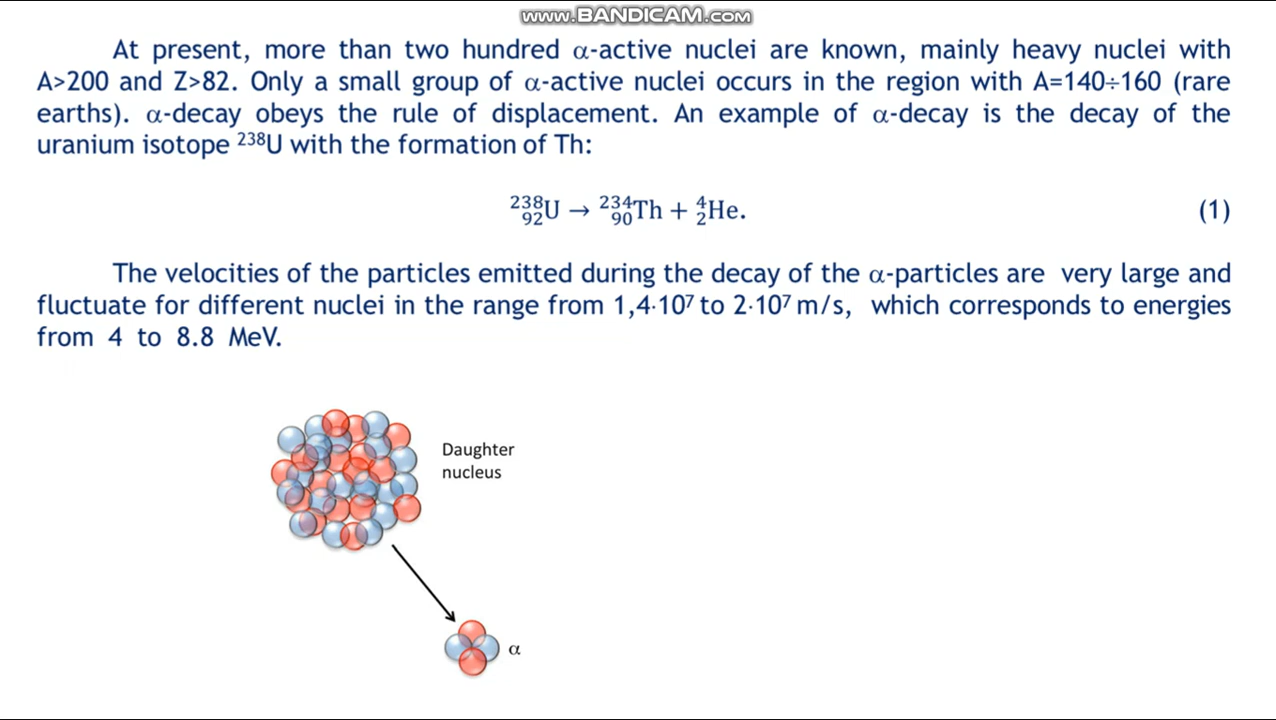 www.BANDICAM.com
At present, more than two hundred α-active nuclei are known, mainly heavy nuclei with
A>200 and Z>82. Only a small group of α-active nuclei occurs in the region with A=140÷160 (rare
earths). α-decay obeys the rule of displacement. An example of α-decay is the decay of the
uranium isotope ²³⁸U with the formation of Th:
²³⁸₉₂U → ²³⁴₉₀Th + ⁴₂He. (1)
The velocities of the particles emitted during the decay of the α-particles are very large and
fluctuate for different nuclei in the range from 1,4·10⁷ to 2·10⁷ m/s, which corresponds to energies
from 4 to 8.8 MeV.
Daughter
nucleus
α